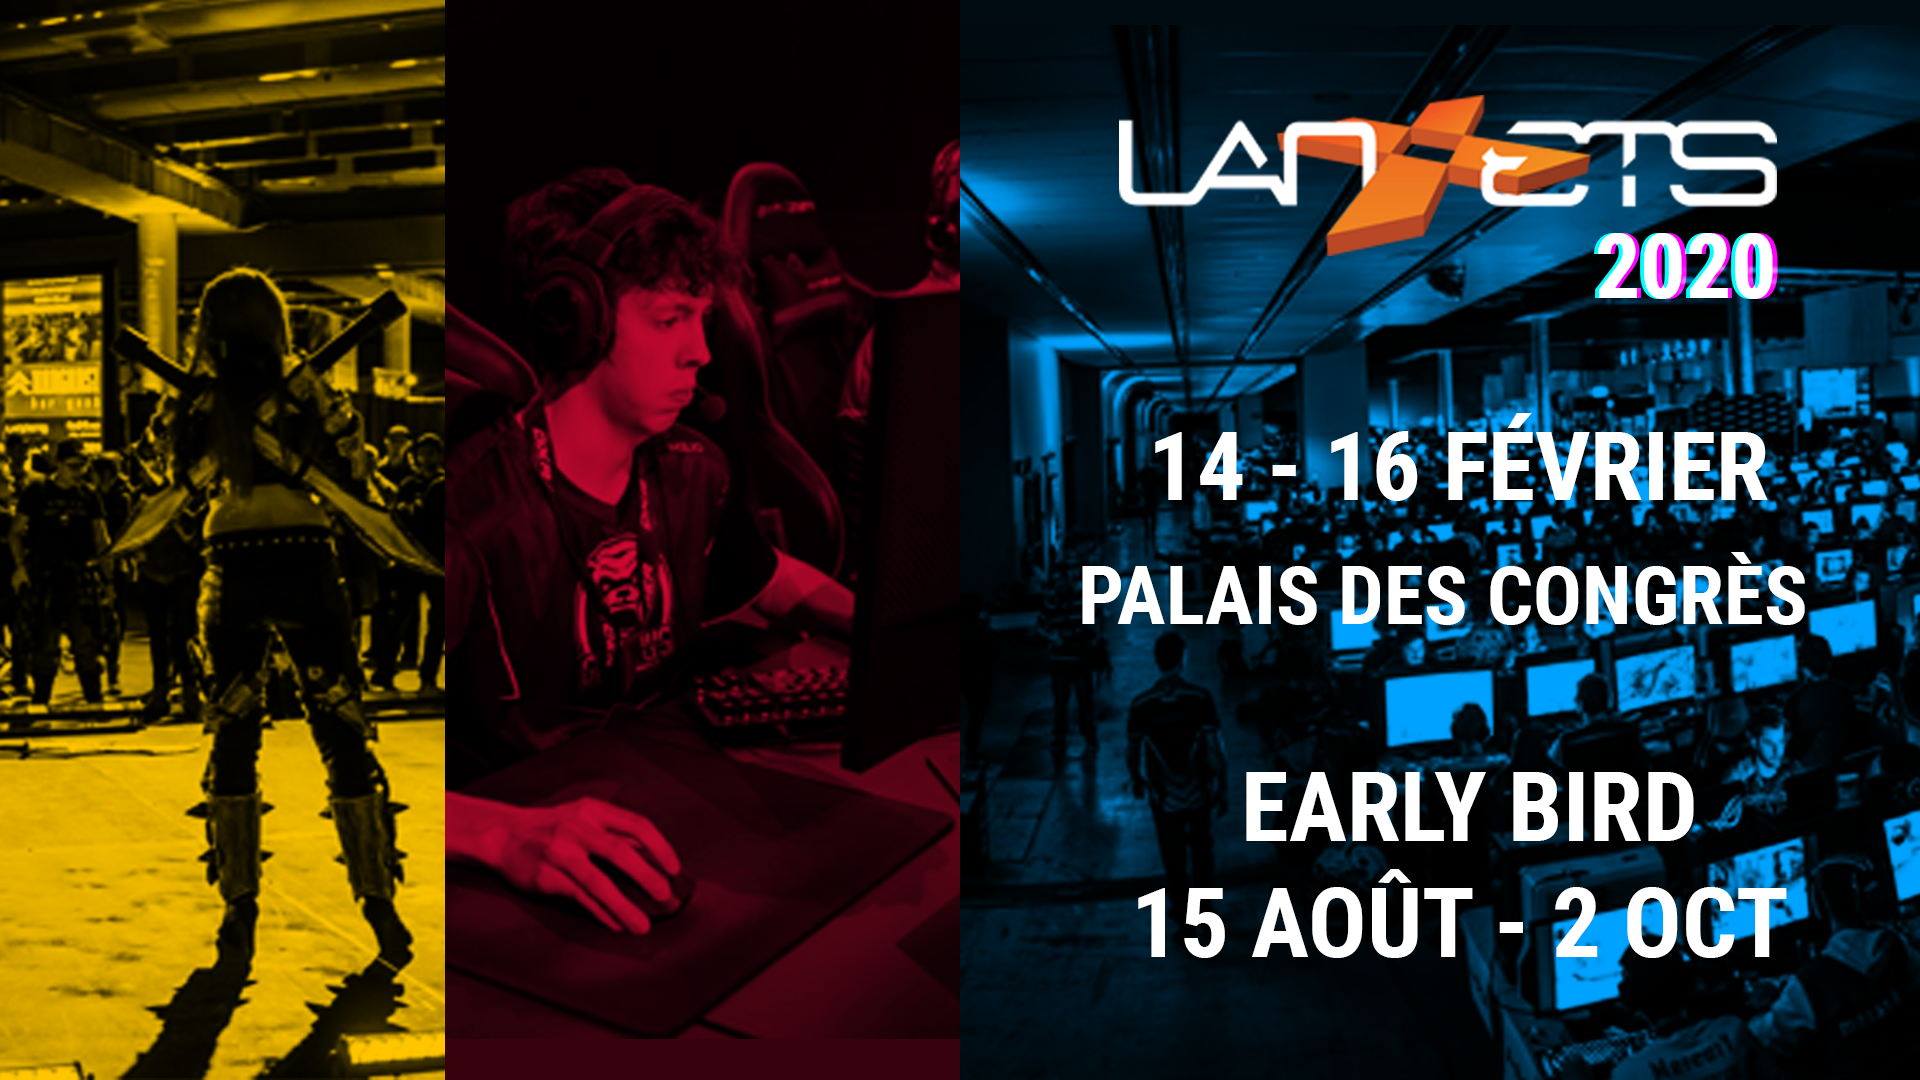 LAN ETS
2020
14 - 16 FÉVRIER
PALAIS DES CONGRÈS
EARLY BIRD
15 AOÛT - 2 OCT